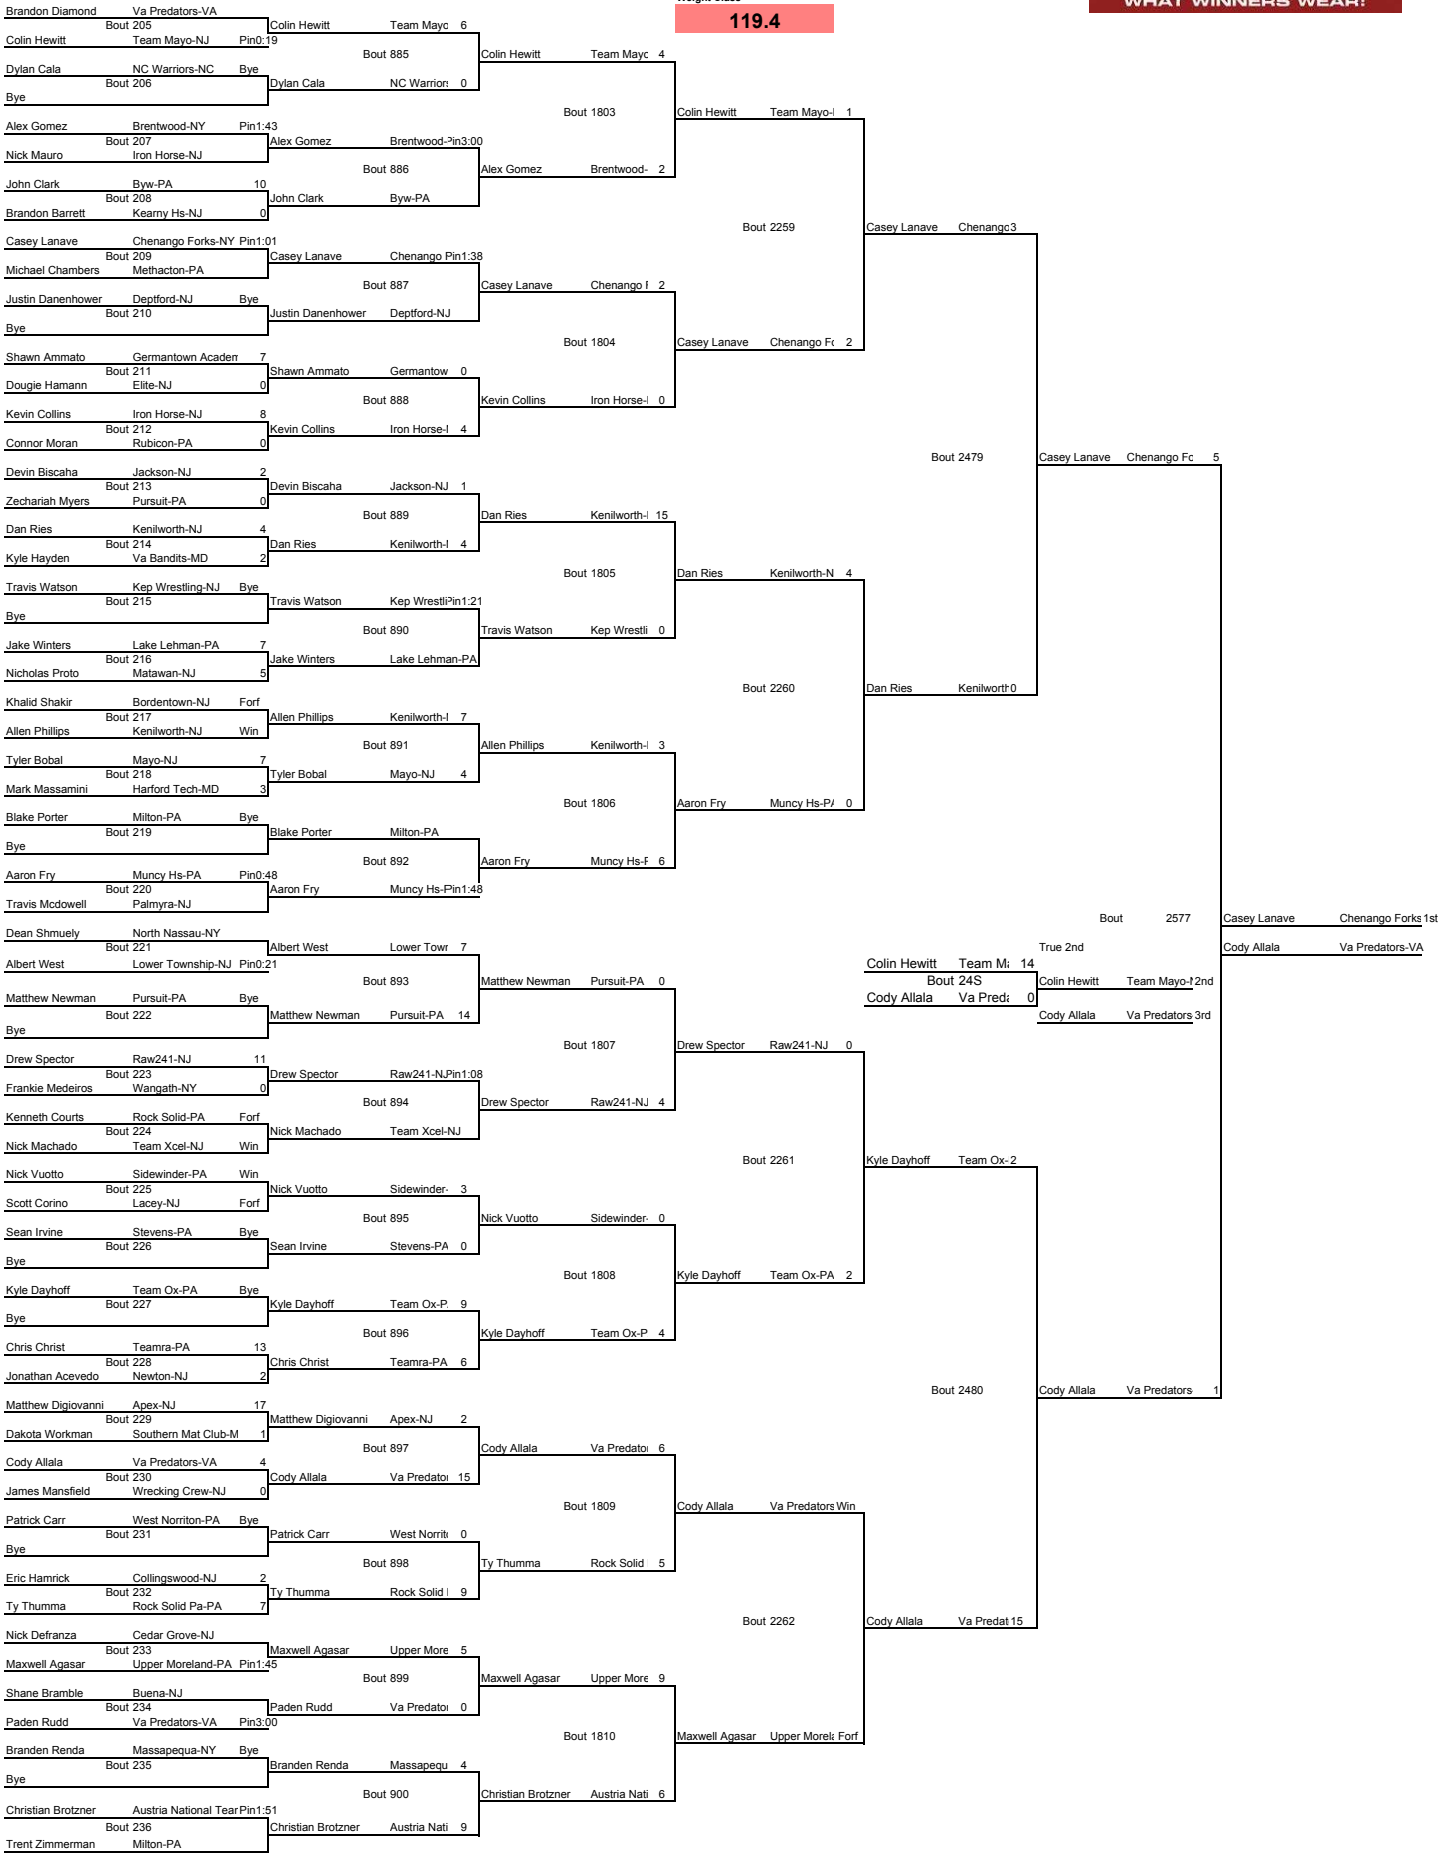 WHAT WINNERS WEAR!
119.4
Brandon Diamond Va Predators-VA
Bout 205
Colin Hewitt Team Mayo-NJ Pin0:19
Dylan Cala NC Warriors-NC Bye
Bout 206
Bye
Alex Gomez Brentwood-NY Pin1:43
Bout 207
Nick Mauro Iron Horse-NJ
John Clark Byw-PA 10
Bout 208
Brandon Barrett Kearny Hs-NJ 0
Casey Lanave Chenango Forks-NY Pin1:01
Bout 209
Michael Chambers Methacton-PA
Justin Danenhower Deptford-NJ Bye
Bout 210
Bye
Shawn Ammato Germantown Academ 7
Bout 211
Dougie Hamann Elite-NJ 0
Kevin Collins Iron Horse-NJ 8
Bout 212
Connor Moran Rubicon-PA 0
Devin Biscaha Jackson-NJ 2
Bout 213
Zechariah Myers Pursuit-PA 0
Dan Ries Kenilworth-NJ 4
Bout 214
Kyle Hayden Va Bandits-MD 2
Travis Watson Kep Wrestling-NJ Bye
Bout 215
Bye
Jake Winters Lake Lehman-PA 7
Bout 216
Nicholas Proto Matawan-NJ 5
Khalid Shakir Bordentown-NJ Forf
Bout 217
Allen Phillips Kenilworth-NJ Win
Tyler Bobal Mayo-NJ 7
Bout 218
Mark Massamini Harford Tech-MD 3
Blake Porter Milton-PA Bye
Bout 219
Bye
Aaron Fry Muncy Hs-PA Pin0:48
Bout 220
Travis Mcdowell Palmyra-NJ
Dean Shmuely North Nassau-NY
Bout 221
Albert West Lower Township-NJ Pin0:21
Matthew Newman Pursuit-PA Bye
Bout 222
Bye
Drew Spector Raw241-NJ 11
Bout 223
Frankie Medeiros Wangath-NY 0
Kenneth Courts Rock Solid-PA Forf
Bout 224
Nick Machado Team Xcel-NJ Win
Nick Vuotto Sidewinder-PA Win
Bout 225
Scott Corino Lacey-NJ Forf
Sean Irvine Stevens-PA Bye
Bout 226
Bye
Kyle Dayhoff Team Ox-PA Bye
Bout 227
Bye
Chris Christ Teamra-PA 13
Bout 228
Jonathan Acevedo Newton-NJ 2
Matthew Digiovanni Apex-NJ 17
Bout 229
Dakota Workman Southern Mat Club-M 1
Cody Allala Va Predators-VA 4
Bout 230
James Mansfield Wrecking Crew-NJ 0
Patrick Carr West Norriton-PA Bye
Bout 231
Bye
Eric Hamrick Collingswood-NJ 2
Bout 232
Ty Thumma Rock Solid Pa-PA 7
Nick Defranza Cedar Grove-NJ
Bout 233
Maxwell Agasar Upper Moreland-PA Pin1:45
Shane Bramble Buena-NJ
Bout 234
Paden Rudd Va Predators-VA Pin3:00
Branden Renda Massapequa-NY Bye
Bout 235
Bye
Christian Brotzner Austria National Tear Pin1:51
Bout 236
Trent Zimmerman Milton-PA
Colin Hewitt Team Mayo 6
Bout 885
Dylan Cala NC Warriors 0
Alex Gomez Brentwood- Pin3:00
Bout 886
John Clark Byw-PA
Casey Lanave Chenango Pin1:38
Bout 887
Justin Danenhower Deptford-NJ
Shawn Ammato Germantow 0
Bout 888
Kevin Collins Iron Horse- 4
Devin Biscaha Jackson-NJ 1
Bout 889
Dan Ries Kenilworth- 4
Travis Watson Kep Wrestli Pin1:21
Bout 890
Jake Winters Lake Lehman-PA
Allen Phillips Kenilworth- 7
Bout 891
Tyler Bobal Mayo-NJ 4
Blake Porter Milton-PA
Bout 892
Aaron Fry Muncy Hs-Pin1:48
Albert West Lower Town 7
Bout 893
Matthew Newman Pursuit-PA 14
Drew Spector Raw241-NJ Pin1:08
Bout 894
Nick Machado Team Xcel-NJ
Nick Vuotto Sidewinder- 3
Bout 895
Sean Irvine Stevens-PA 0
Kyle Dayhoff Team Ox-P 9
Bout 896
Chris Christ Teamra-PA 6
Matthew Digiovanni Apex-NJ 2
Bout 897
Cody Allala Va Predator 15
Patrick Carr West Norrit 0
Bout 898
Ty Thumma Rock Solid 9
Maxwell Agasar Upper More 5
Bout 899
Paden Rudd Va Predator 0
Branden Renda Massapequ 4
Bout 900
Christian Brotzner Austria Nati 9
Colin Hewitt Team Mayo 4
Bout 1803
Alex Gomez Brentwood- 2
Casey Lanave Chenango F 2
Bout 1804
Kevin Collins Iron Horse- 0
Dan Ries Kenilworth- 15
Bout 1805
Travis Watson Kep Wrestli 0
Allen Phillips Kenilworth- 3
Bout 1806
Aaron Fry Muncy Hs-F 6
Matthew Newman Pursuit-PA 0
Bout 1807
Drew Spector Raw241-NJ 4
Nick Vuotto Sidewinder- 0
Bout 1808
Kyle Dayhoff Team Ox-P 4
Cody Allala Va Predator 6
Bout 1809
Ty Thumma Rock Solid 5
Maxwell Agasar Upper More 9
Bout 1810
Christian Brotzner Austria Nati 6
Colin Hewitt Team Mayo- 1
Bout 2259
Casey Lanave Chenango Fo 2
Dan Ries Kenilworth-N 4
Bout 2260
Aaron Fry Muncy Hs-PA 0
Drew Spector Raw241-NJ 0
Bout 2261
Kyle Dayhoff Team Ox-PA 2
Cody Allala Va Predators Win
Bout 2262
Maxwell Agasar Upper Morela Forf
Casey Lanave Chenango 3
Bout 2479
Dan Ries Kenilworth 0
Kyle Dayhoff Team Ox- 2
Bout 2480
Cody Allala Va Predat 15
Casey Lanave Chenango Fo 5
Bout 2577
Cody Allala Va Predators 1
Casey Lanave Chenango Forks 1st
Cody Allala Va Predators-VA
True 2nd
Colin Hewitt Team Ma 14
Bout 24S
Cody Allala Va Preda 0
Colin Hewitt Team Mayo-N 2nd
Cody Allala Va Predators 3rd